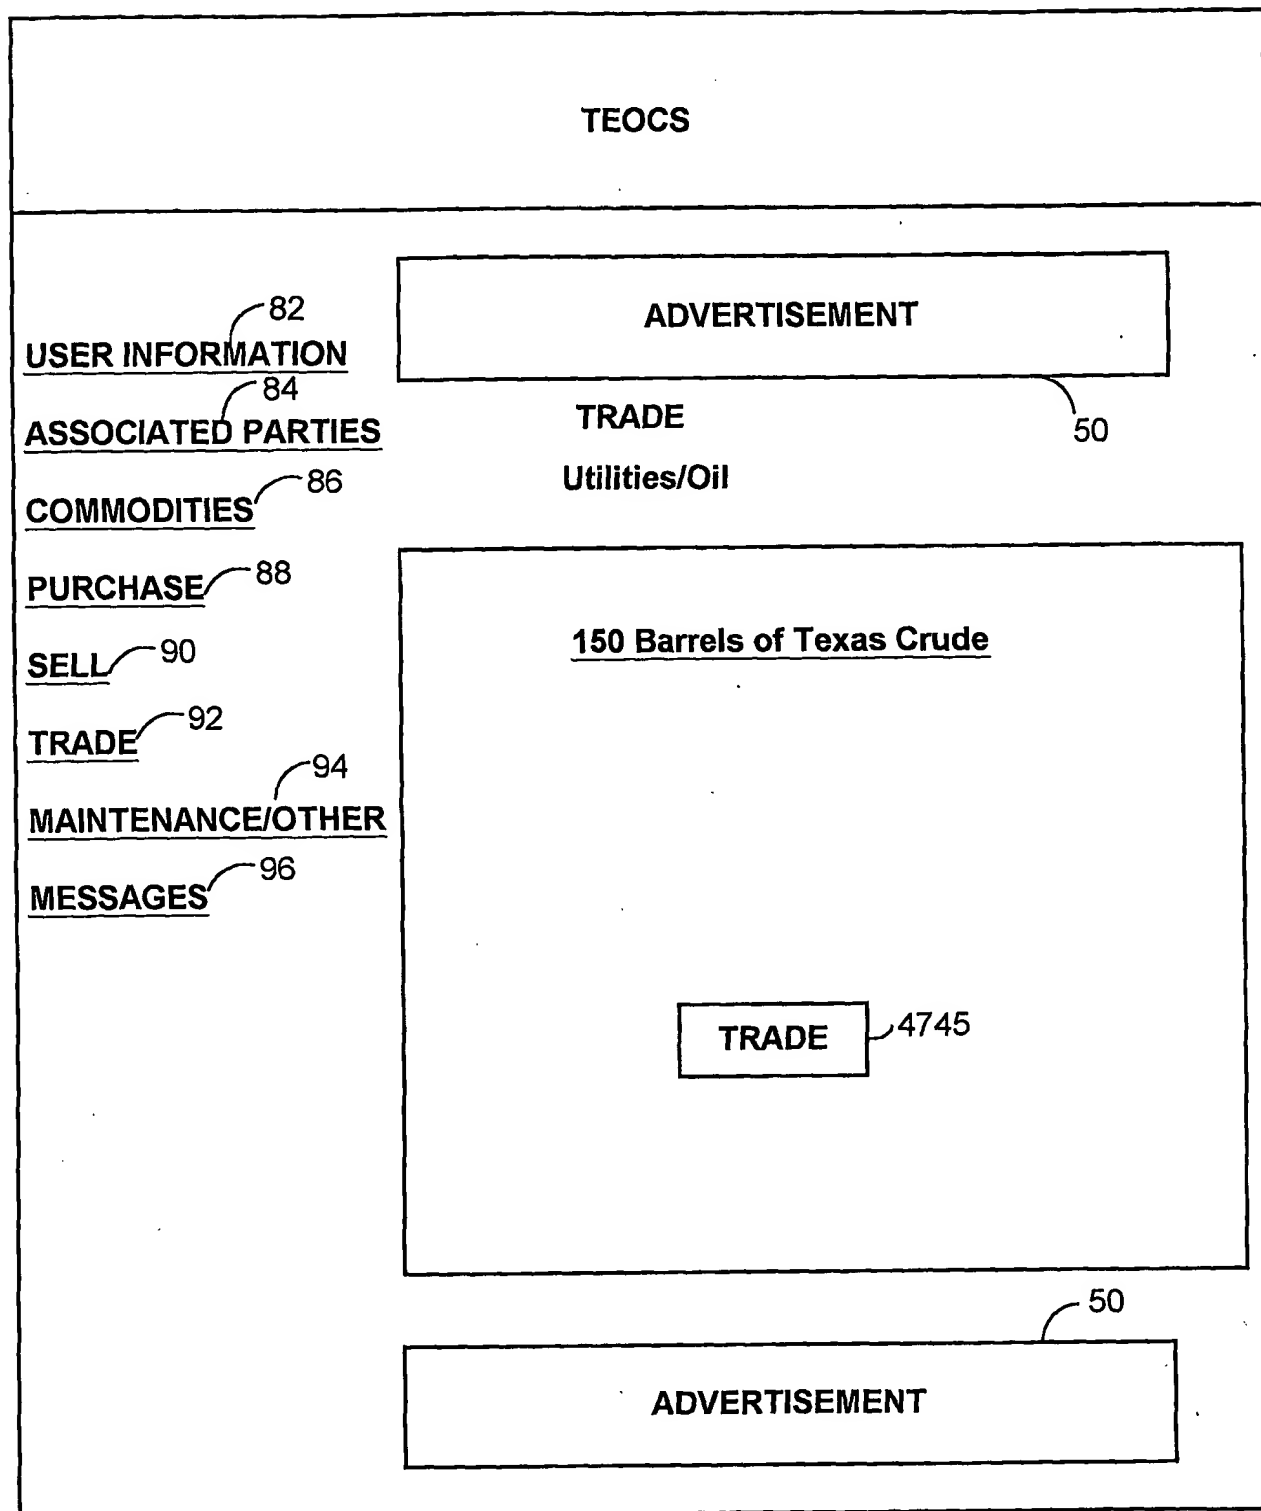 TEOCS
ADVERTISEMENT
50
82
USER INFORMATION
84
ASSOCIATED PARTIES
86
COMMODITIES
88
PURCHASE
90
SELL
92
TRADE
94
MAINTENANCE/OTHER
96
MESSAGES
TRADE
Utilities/Oil
150 Barrels of Texas Crude
TRADE
4745
50
ADVERTISEMENT